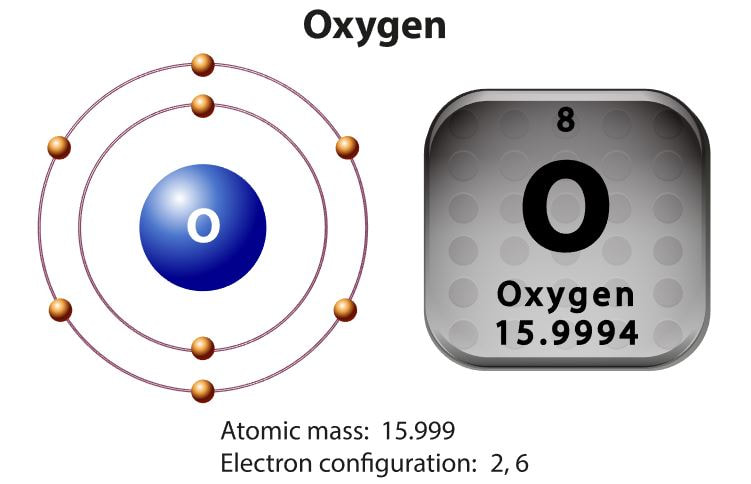 Oxygen
O
8
O
Oxygen
15.9994
Atomic mass: 15.999
Electron configuration: 2, 6